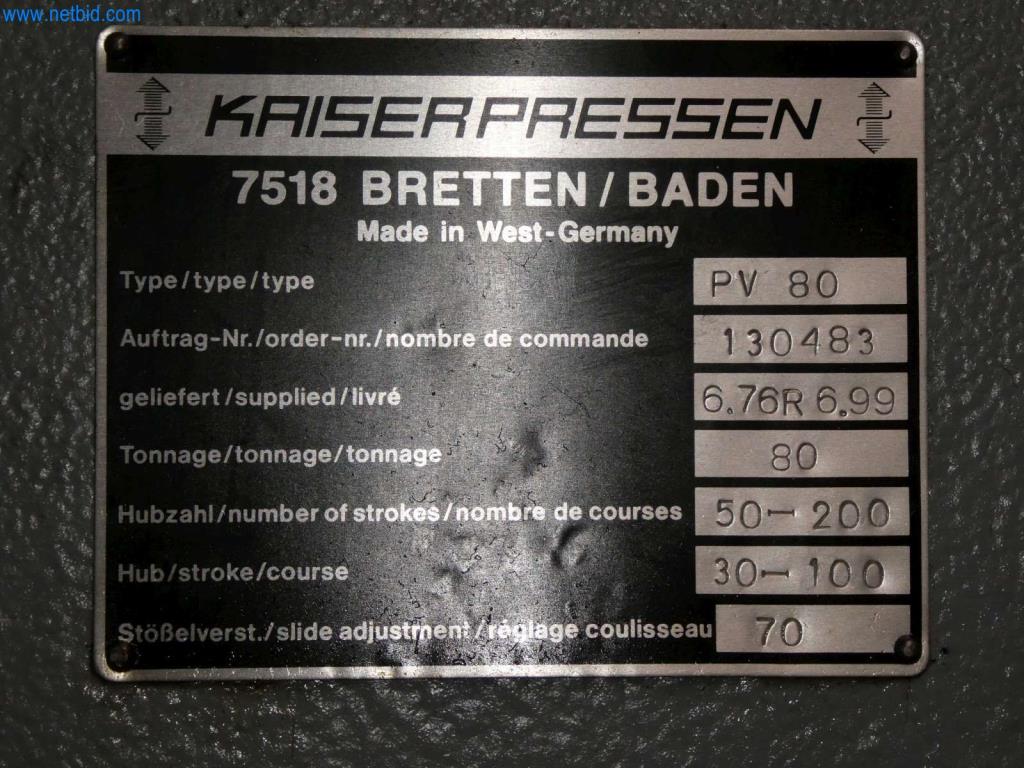 www.netbid.com
KAISERPRESSEN
7518 BRETTEN / BADEN
Made in West-Germany
Type/type/type PV 80
Auftrag-Nr./order-nr./nombre de commande 130483
geliefert/supplied/livré 6.76R 6.99
Tonnage/tonnage/tonnage 80
Hubzahl/number of strokes/nombre de courses 50-200
Hub/stroke/course 30-100
Stößelverst./slide adjustment/réglage coulisseau 70